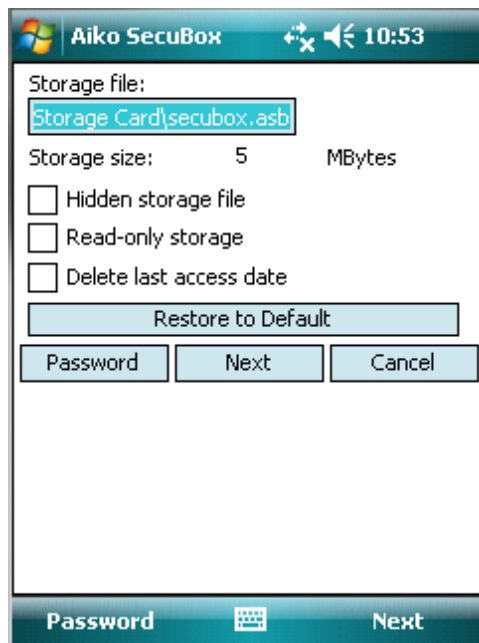 Aiko SecuBox 10:53
Storage file:
Storage Card\secubox.asb
Storage size: 5 MBytes
Hidden storage file
Read-only storage
Delete last access date
Restore to Default
Password Next Cancel
Password Next